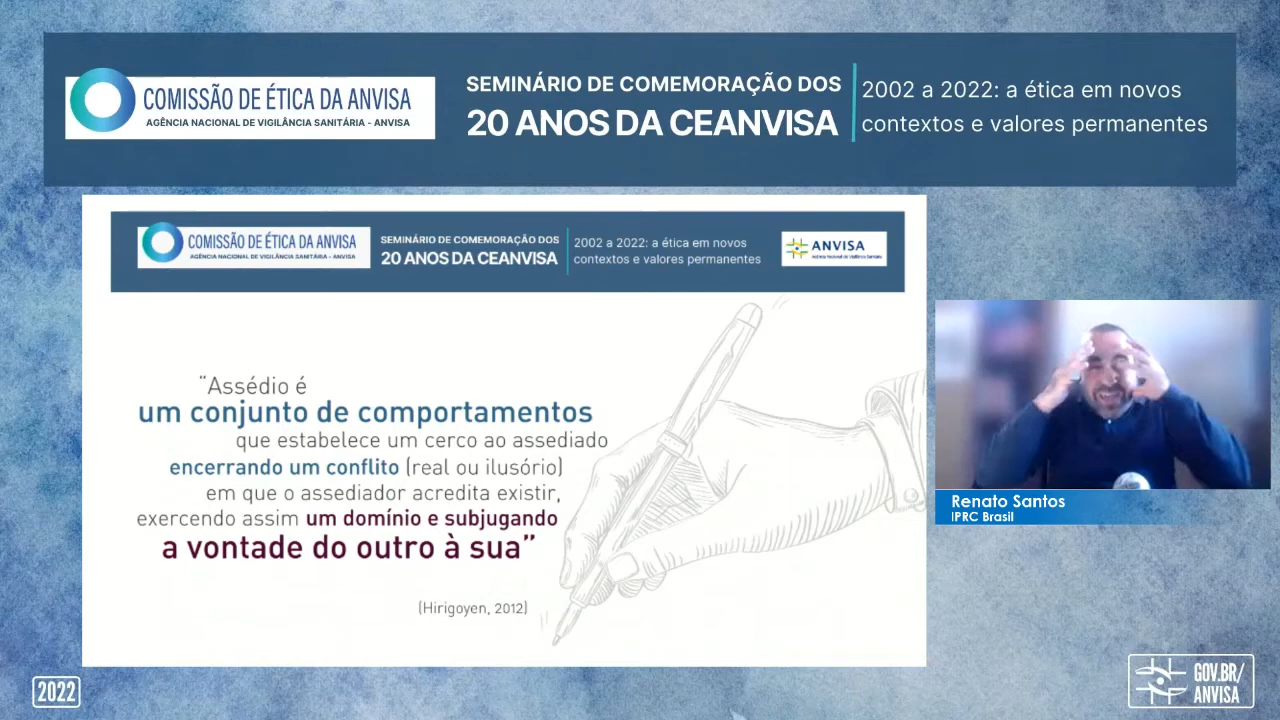 COMISSÃO DE ÉTICA DA ANVISA
AGÊNCIA NACIONAL DE VIGILÂNCIA SANITÁRIA - ANVISA
SEMINÁRIO DE COMEMORAÇÃO DOS
20 ANOS DA CEANVISA
2002 a 2022: a ética em novos
contextos e valores permanentes
COMISSÃO DE ÉTICA DA ANVISA
AGÊNCIA NACIONAL DE VIGILÂNCIA SANITÁRIA - ANVISA
SEMINÁRIO DE COMEMORAÇÃO DOS
20 ANOS DA CEANVISA
2002 a 2022: a ética em novos
contextos e valores permanentes
ANVISA
Agência Nacional de Vigilância Sanitária
“Assédio é
um conjunto de comportamentos
que estabelece um cerco ao assediado
encerrando um conflito (real ou ilusório)
em que o assediador acredita existir,
exercendo assim um domínio e subjugando
a vontade do outro à sua”
(Hirigoyen, 2012)
Renato Santos
IPRC Brasil
2022
GOV.BR/
ANVISA